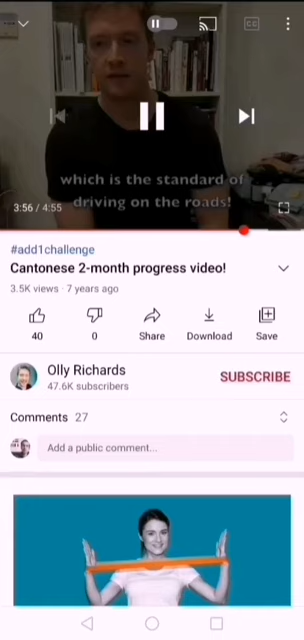 CC
which is the standard of
driving on the roads!
3:56 / 4:55
#add1challenge
Cantonese 2-month progress video!
3.5K views · 7 years ago
40
0
Share
Download
Save
Olly Richards
47.6K subscribers
SUBSCRIBE
Comments 27
Add a public comment...